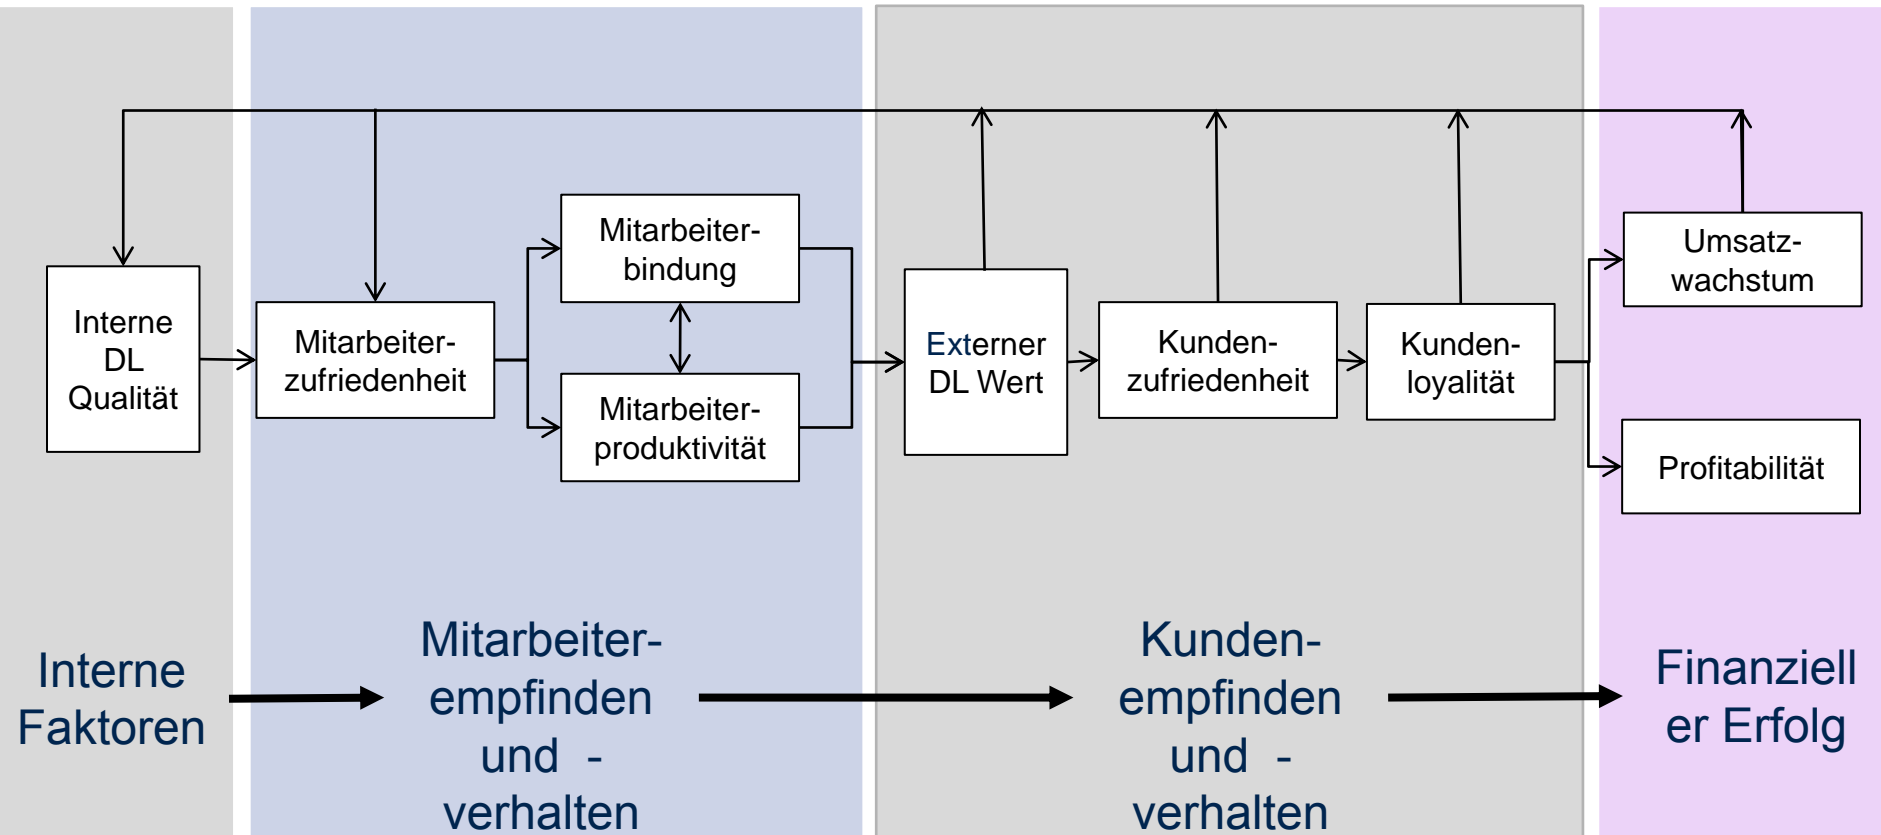 Interne
DL
Qualität
Mitarbeiter-
zufriedenheit
Mitarbeiter-
bindung
Mitarbeiter-
produktivität
Externer
DL Wert
Kunden-
zufriedenheit
Kunden-
loyalität
Umsatz-
wachstum
Profitabilität
Interne
Faktoren
Mitarbeiter-
empfinden
und -
verhalten
Kunden-
empfinden
und -
verhalten
Finanziell
er Erfolg